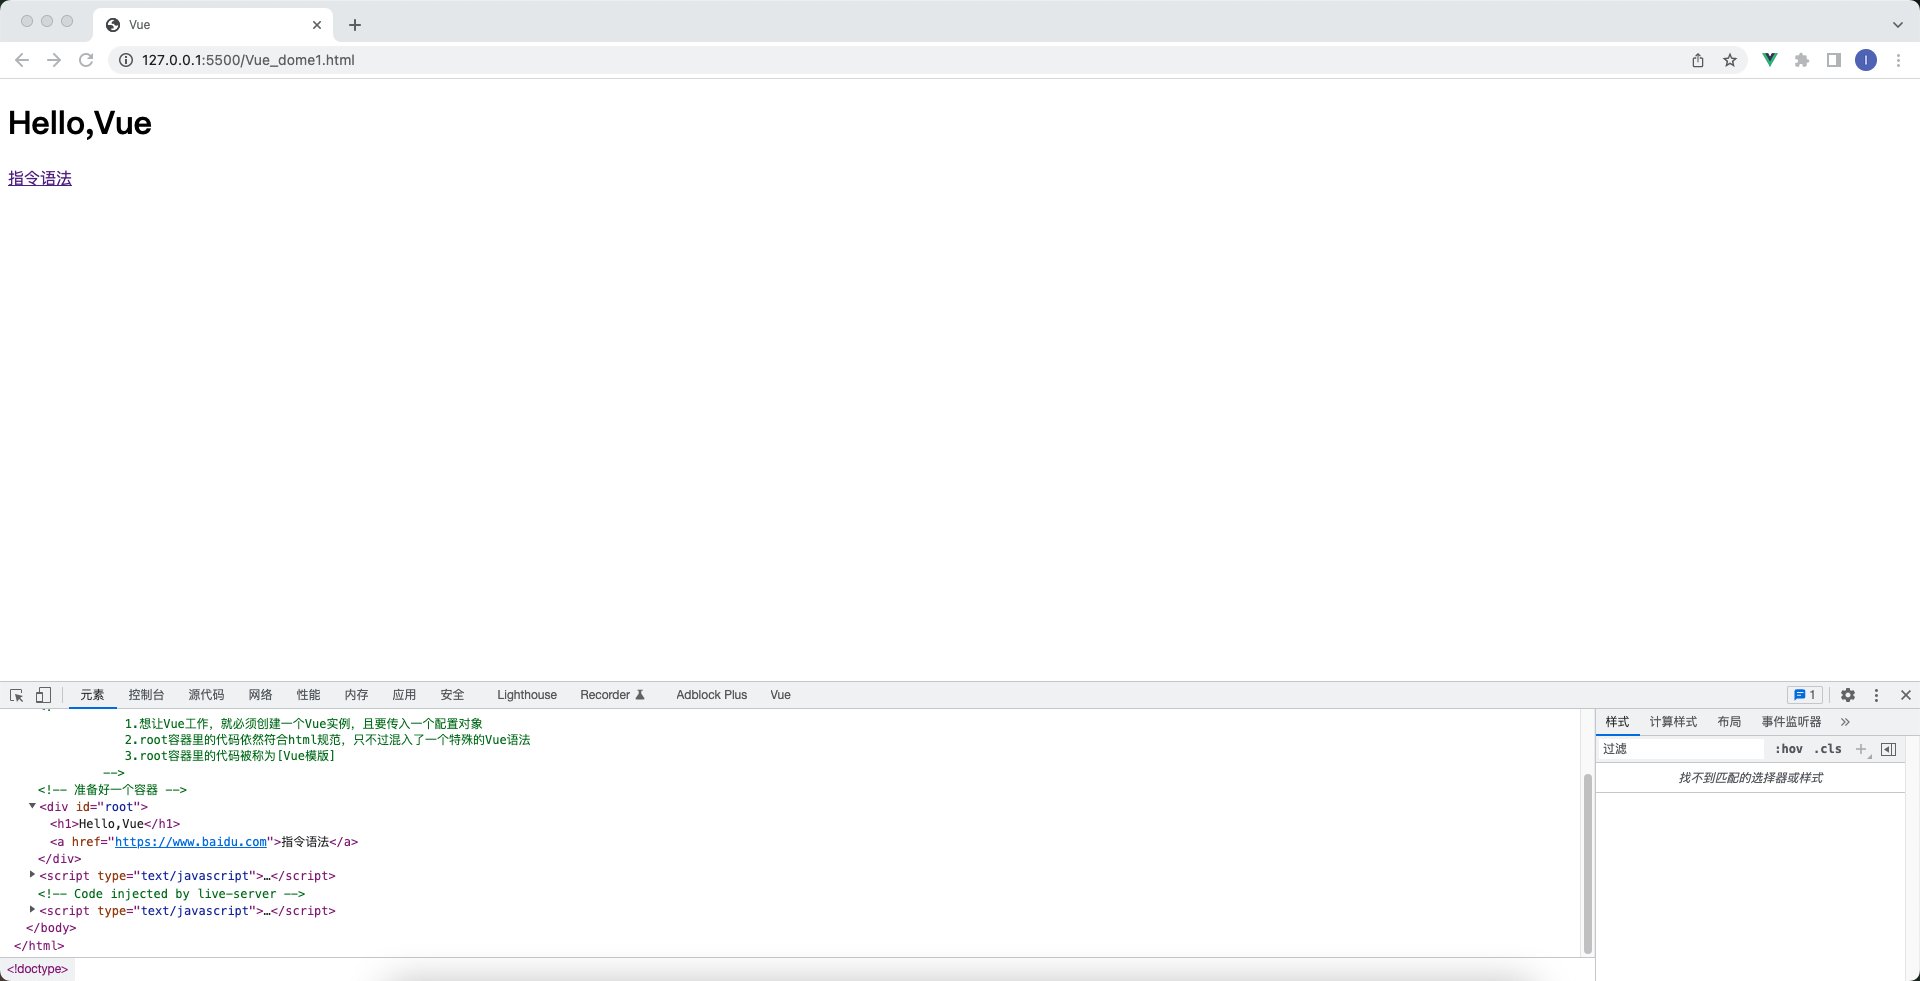 Vue
127.0.0.1:5500/Vue_dome1.html
I
Hello,Vue
指令语法
元素 控制台 源代码 网络 性能 内存 应用 安全 Lighthouse Recorder Adblock Plus Vue 1
1.想让Vue工作，就必须创建一个Vue实例，且要传入一个配置对象
2.root容器里的代码依然符合html规范，只不过混入了一个特殊的Vue语法
3.root容器里的代码被称为[Vue模版]
-->
<!-- 准备好一个容器 -->
<div id="root">
<h1>Hello,Vue</h1>
<a href="https://www.baidu.com">指令语法</a>
</div>
<script type="text/javascript">…</script>
<!-- Code injected by live-server -->
<script type="text/javascript">…</script>
</body>
</html>
<!doctype>
样式 计算样式 布局 事件监听器 »
过滤 :hov .cls +
找不到匹配的选择器或样式